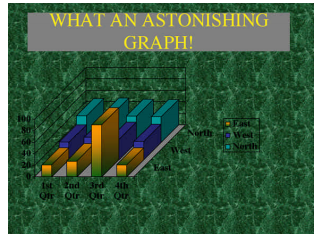 WHAT AN ASTONISHING
GRAPH!
100
80
60
40
20
0
1st
Qtr
2nd
Qtr
3rd
Qtr
4th
Qtr
East
West
North
East
West
North